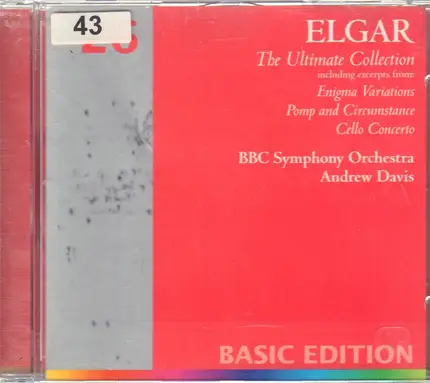 43
ELGAR
The Ultimate Collection
including excerpts from:
Enigma Variations
Pomp and Circumstance
Cello Concerto
BBC Symphony Orchestra
Andrew Davis
BASIC EDITION